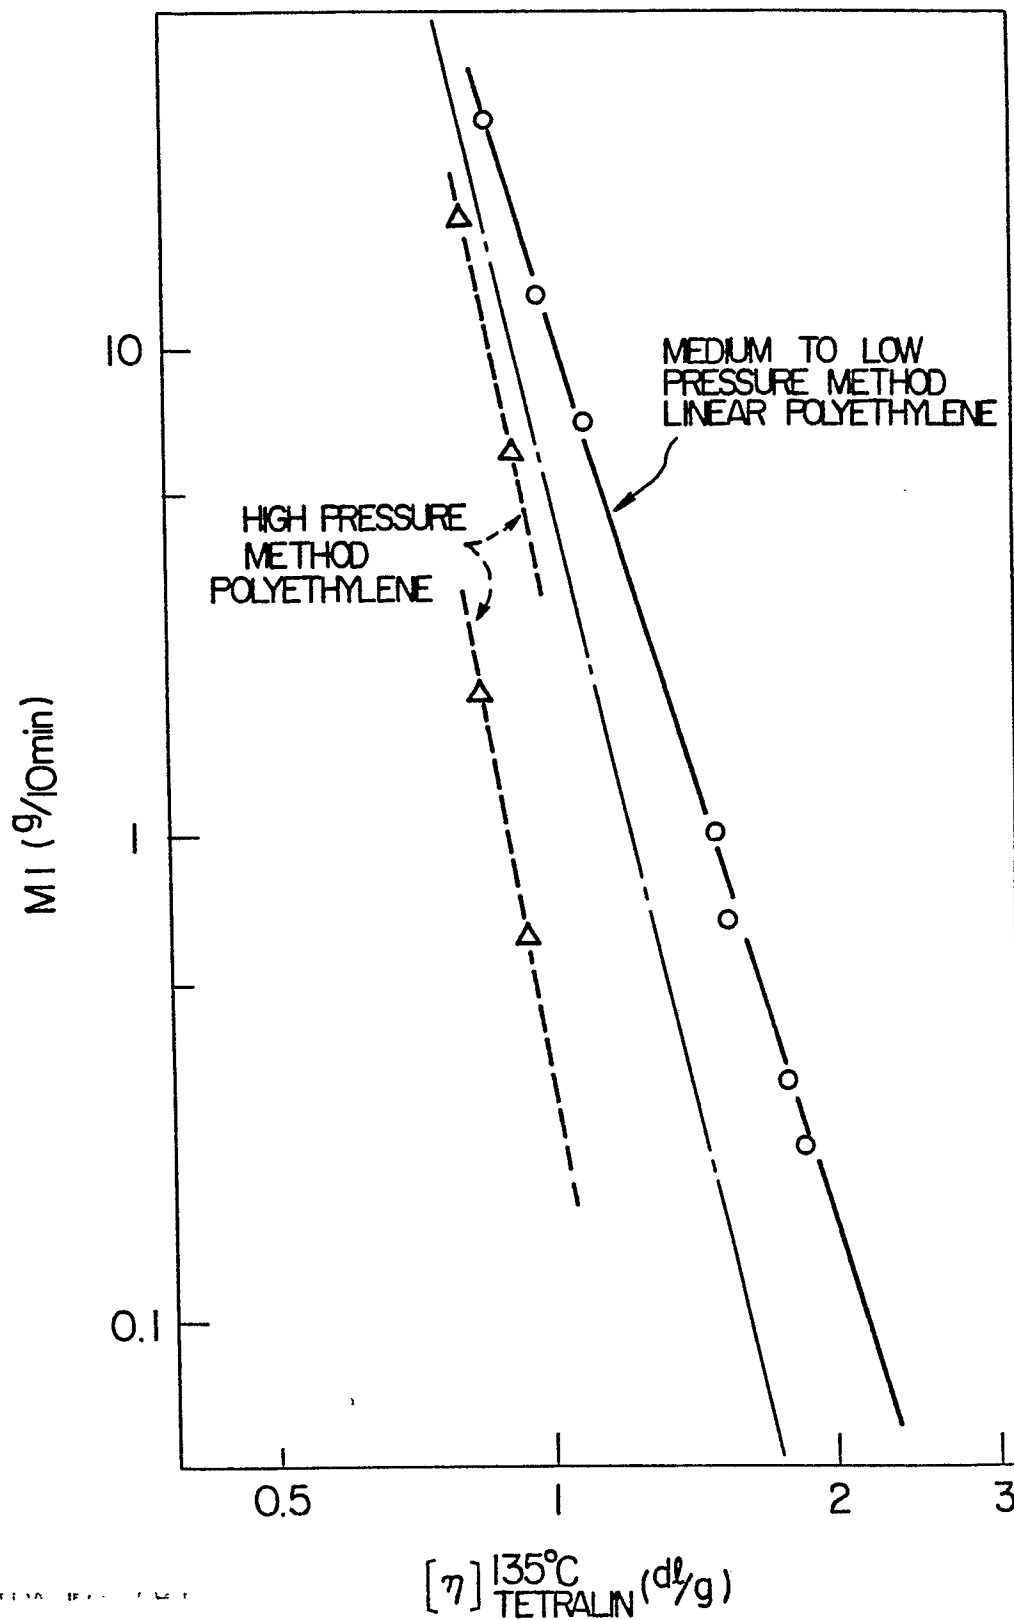 10
MEDIUM TO LOW
PRESSURE METHOD
LINEAR POLYETHYLENE
HIGH PRESSURE
METHOD
POLYETHYLENE
MI (g/10min)
1
0.1
0.5 1 2 3
[η] 135°C TETRALIN (dℓ/g)